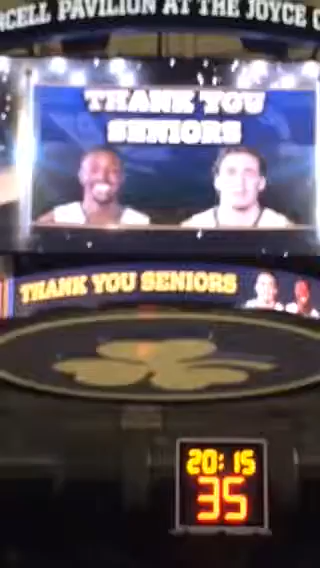 RCELL PAVILION AT THE JOYCE C
THANK YOU
SENIORS
THANK YOU SENIORS
20:15
35